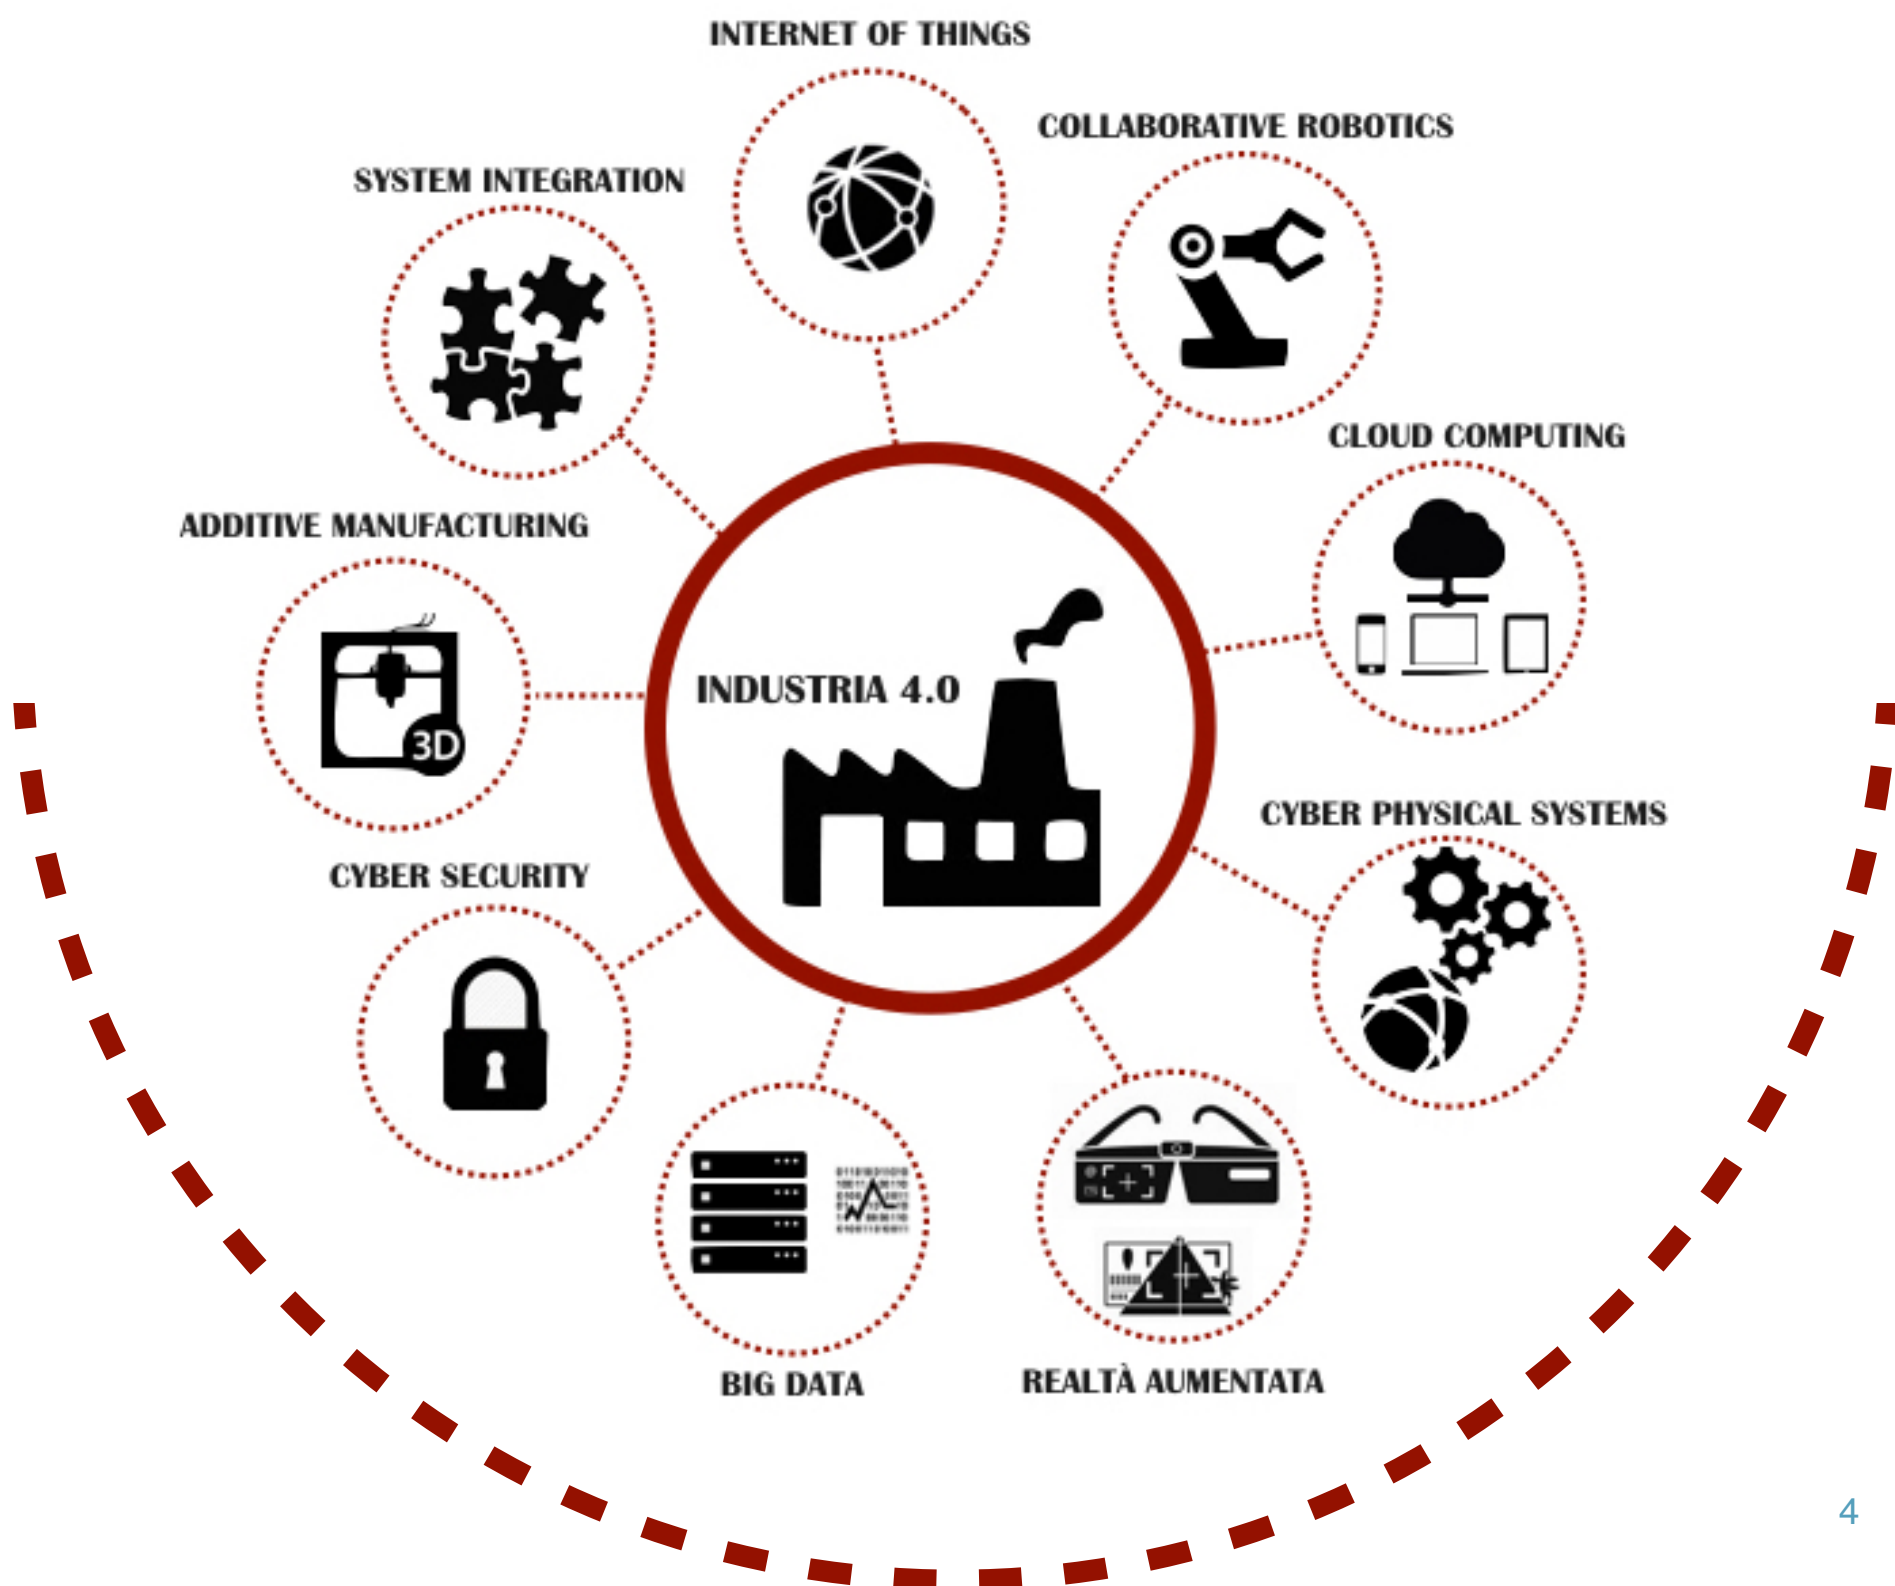 INTERNET OF THINGS
COLLABORATIVE ROBOTICS
SYSTEM INTEGRATION
CLOUD COMPUTING
ADDITIVE MANUFACTURING
INDUSTRIA 4.0
3D
CYBER PHYSICAL SYSTEMS
CYBER SECURITY
BIG DATA
REALTÀ AUMENTATA
4